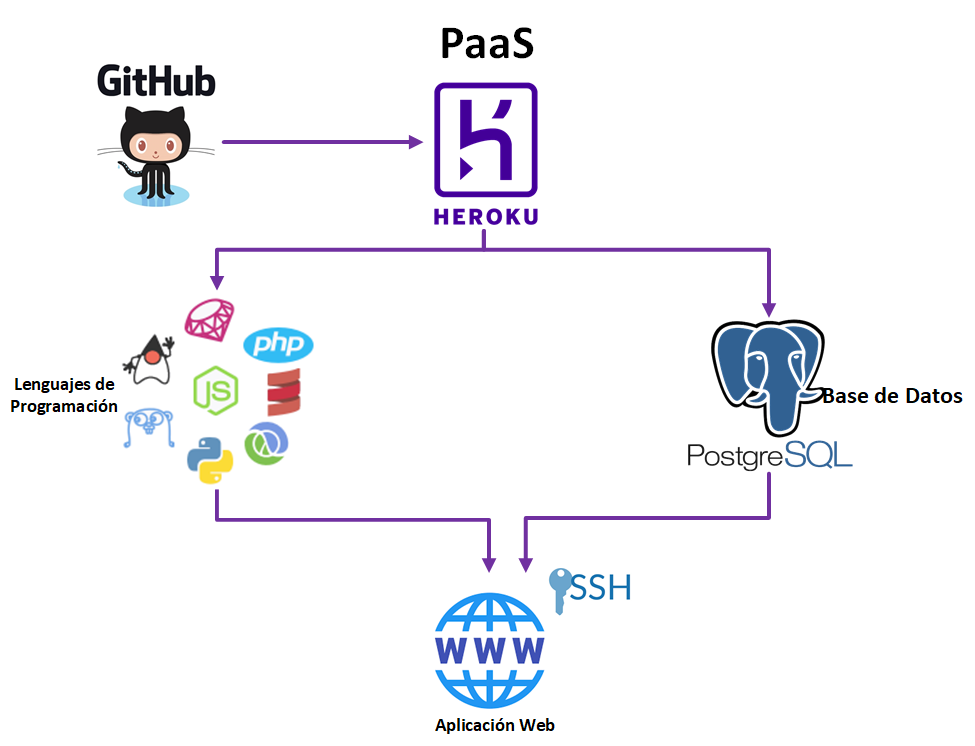 PaaS
GitHub
HEROKU
php
JS
Lenguajes de
Programación
Base de Datos
PostgreSQL
SSH
WWW
Aplicación Web